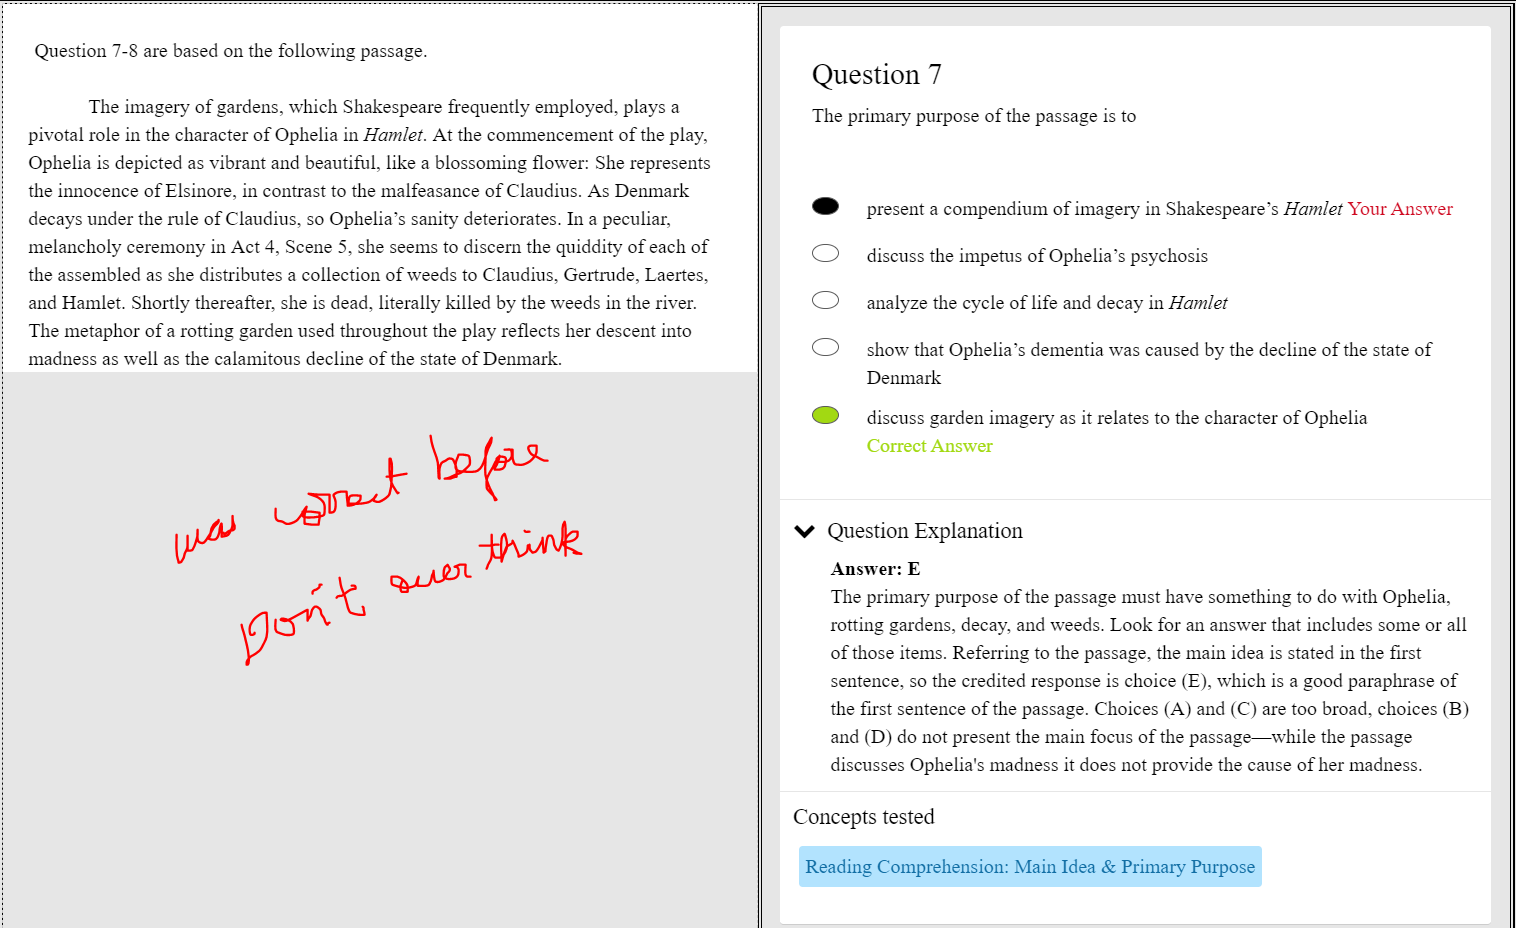 Question 7-8 are based on the following passage.
The imagery of gardens, which Shakespeare frequently employed, plays a
pivotal role in the character of Ophelia in Hamlet. At the commencement of the play,
Ophelia is depicted as vibrant and beautiful, like a blossoming flower: She represents
the innocence of Elsinore, in contrast to the malfeasance of Claudius. As Denmark
decays under the rule of Claudius, so Ophelia’s sanity deteriorates. In a peculiar,
melancholy ceremony in Act 4, Scene 5, she seems to discern the quiddity of each of
the assembled as she distributes a collection of weeds to Claudius, Gertrude, Laertes,
and Hamlet. Shortly thereafter, she is dead, literally killed by the weeds in the river.
The metaphor of a rotting garden used throughout the play reflects her descent into
madness as well as the calamitous decline of the state of Denmark.
was correct before
Don't over think
Question 7
The primary purpose of the passage is to
present a compendium of imagery in Shakespeare’s Hamlet Your Answer
discuss the impetus of Ophelia’s psychosis
analyze the cycle of life and decay in Hamlet
show that Ophelia’s dementia was caused by the decline of the state of
Denmark
discuss garden imagery as it relates to the character of Ophelia
Correct Answer
Question Explanation
Answer: E
The primary purpose of the passage must have something to do with Ophelia,
rotting gardens, decay, and weeds. Look for an answer that includes some or all
of those items. Referring to the passage, the main idea is stated in the first
sentence, so the credited response is choice (E), which is a good paraphrase of
the first sentence of the passage. Choices (A) and (C) are too broad, choices (B)
and (D) do not present the main focus of the passage—while the passage
discusses Ophelia's madness it does not provide the cause of her madness.
Concepts tested
Reading Comprehension: Main Idea & Primary Purpose